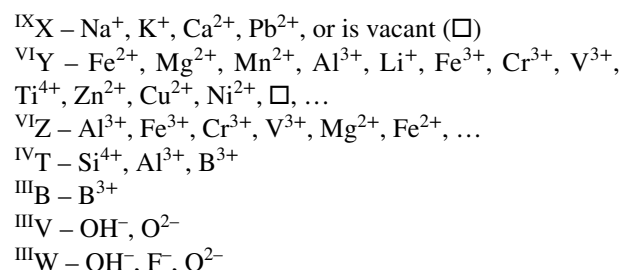 ᴵˣX – Na⁺, K⁺, Ca²⁺, Pb²⁺, or is vacant (□)
ⱽᴵY – Fe²⁺, Mg²⁺, Mn²⁺, Al³⁺, Li⁺, Fe³⁺, Cr³⁺, V³⁺,
Ti⁴⁺, Zn²⁺, Cu²⁺, Ni²⁺, □, …
ⱽᴵZ – Al³⁺, Fe³⁺, Cr³⁺, V³⁺, Mg²⁺, Fe²⁺, …
ᴵⱽT – Si⁴⁺, Al³⁺, B³⁺
ᴵᴵᴵB – B³⁺
ᴵᴵᴵV – OH⁻, O²⁻
ᴵᴵᴵW – OH⁻, F⁻, O²⁻